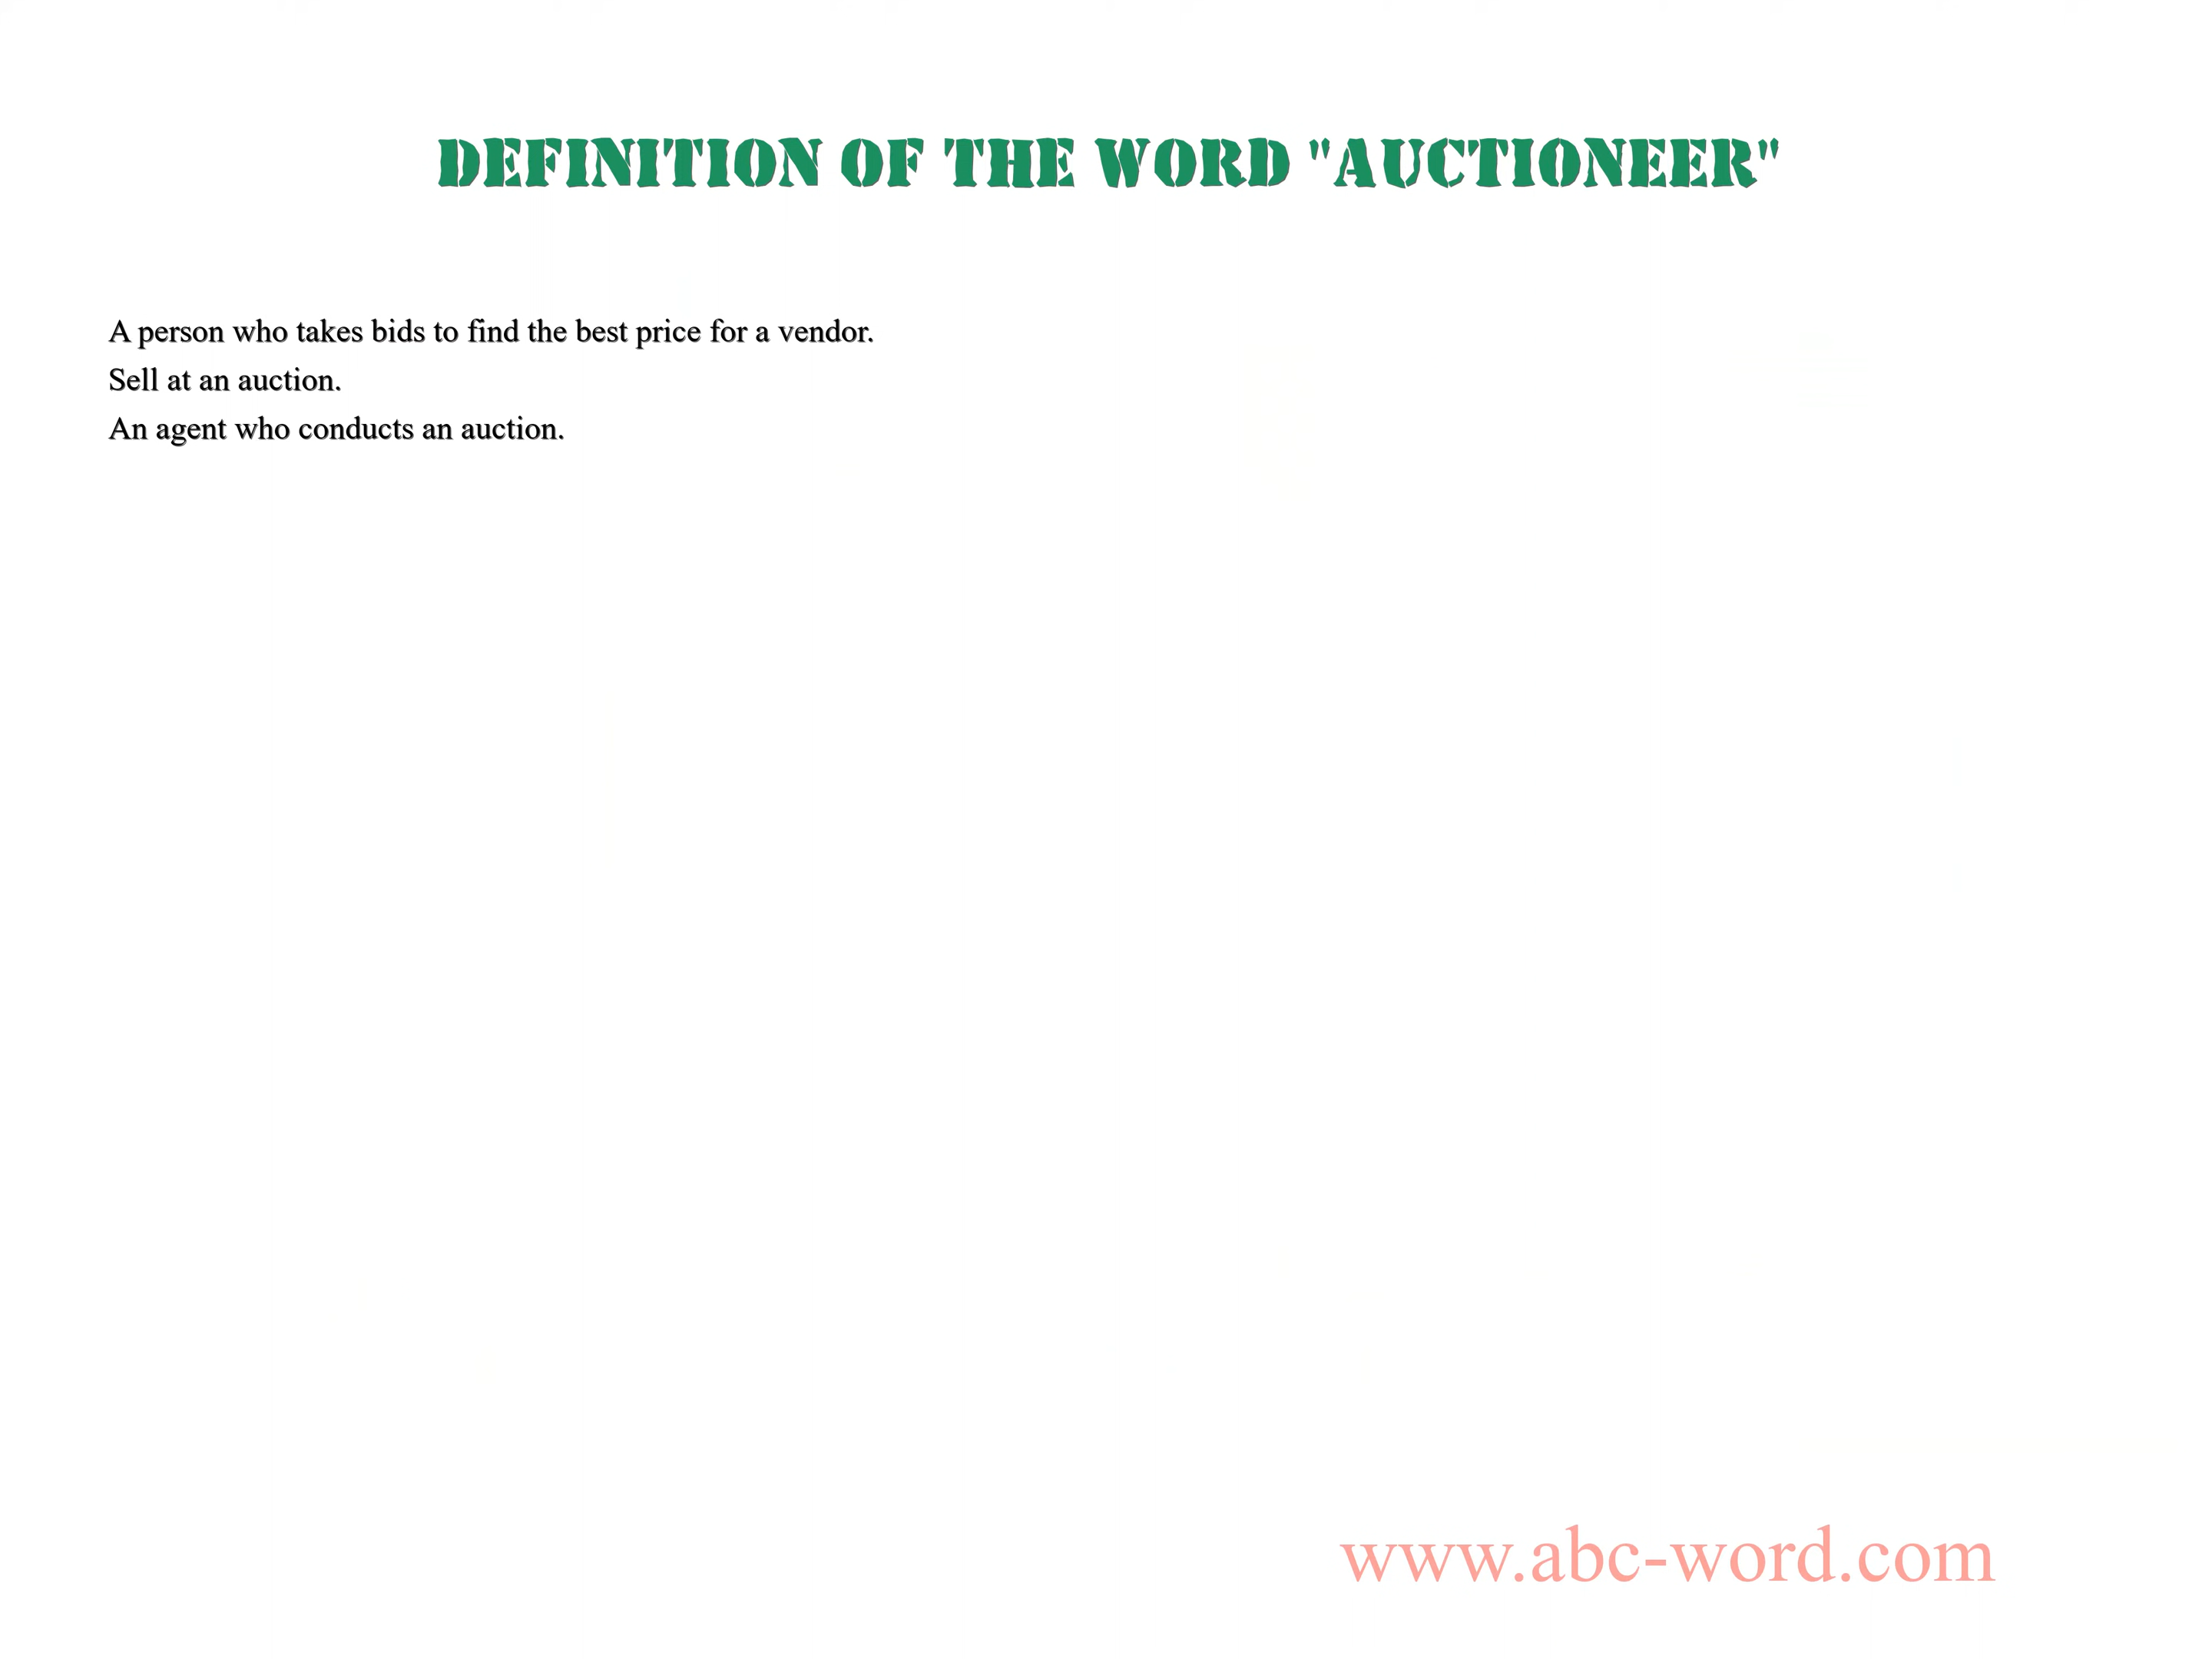 DEFINITION OF THE WORD "AUCTIONEER"
A person who takes bids to find the best price for a vendor.
Sell at an auction.
An agent who conducts an auction.
www.abc-word.com